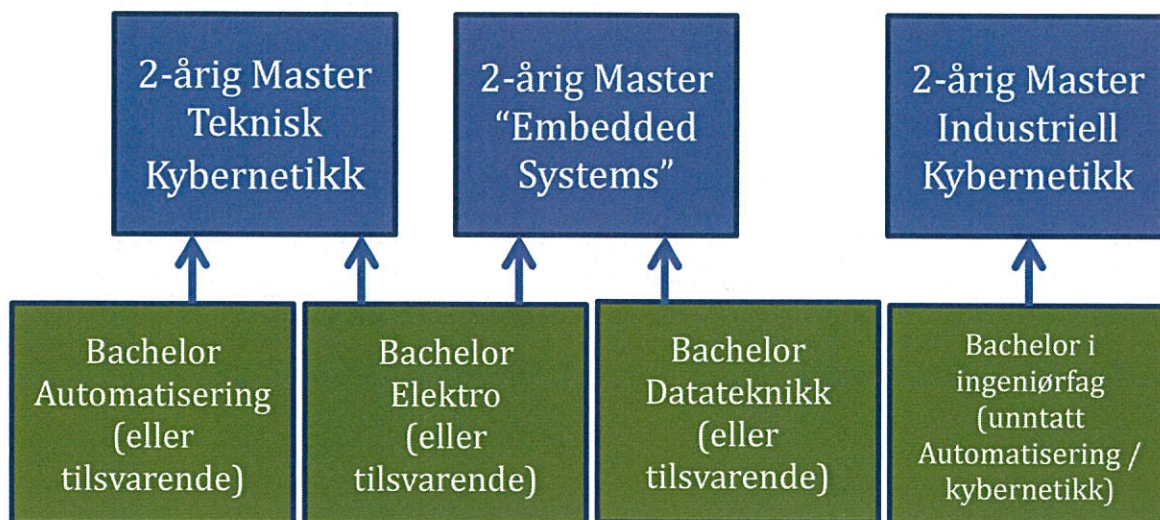 2-årig Master
Teknisk
Kybernetikk
2-årig Master
“Embedded
Systems”
2-årig Master
Industriell
Kybernetikk
Bachelor
Automatisering
(eller
tilsvarende)
Bachelor
Elektro
(eller
tilsvarende)
Bachelor
Datateknikk
(eller
tilsvarende)
Bachelor i
ingeniørfag
(unntatt
Automatisering /
kybernetikk)